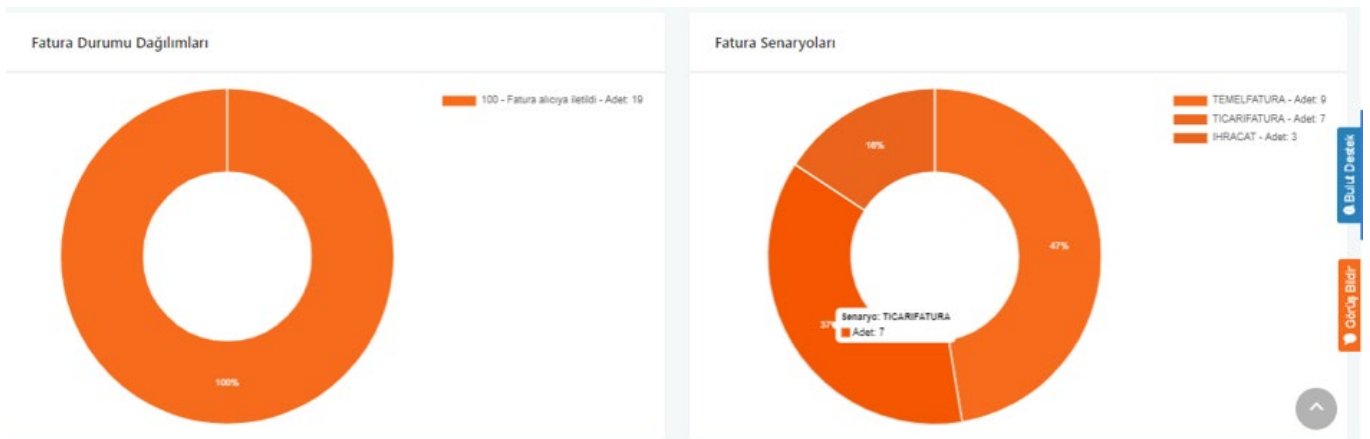 Fatura Durumu Dağılımları
100 - Fatura alıcıya iletildi - Adet: 19
100%
Fatura Senaryoları
TEMELFATURA - Adet: 9
TICARIFATURA - Adet: 7
IHRACAT - Adet: 3
16%
47%
37%
Senaryo: TICARIFATURA
Adet: 7
Bulut Destek
Görüş Bildir